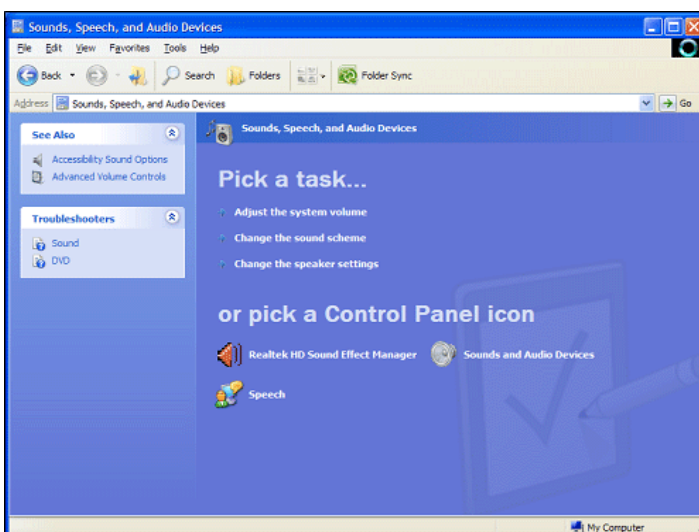 Sounds, Speech, and Audio Devices
File Edit View Favorites Tools Help
Back Search Folders Folder Sync
Address Sounds, Speech, and Audio Devices Go
See Also
Accessibility Sound Options
Advanced Volume Controls
Troubleshooters
Sound
DVD
Sounds, Speech, and Audio Devices
Pick a task...
Adjust the system volume
Change the sound scheme
Change the speaker settings
or pick a Control Panel icon
Realtek HD Sound Effect Manager Sounds and Audio Devices
Speech
My Computer